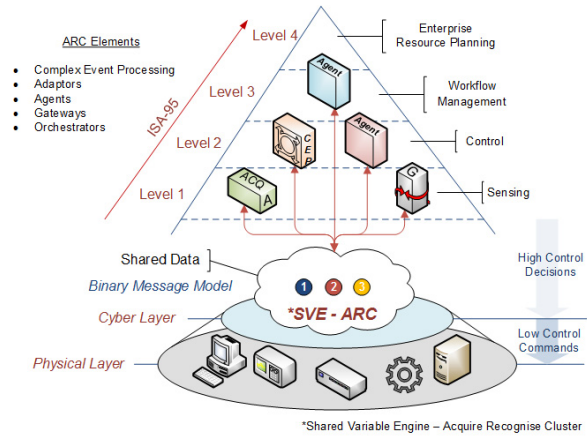 ARC Elements
• Complex Event Processing
• Adaptors
• Agents
• Gateways
• Orchestrators
ISA-95
Level 4
Enterprise
Resource Planning
Level 3
Agent
Workflow
Management
Level 2
CEP
Agent
Control
Level 1
ACQ
A
G
Sensing
Shared Data
Binary Message Model
1 2 3
*SVE - ARC
High Control
Decisions
Cyber Layer
Low Control
Commands
Physical Layer
*Shared Variable Engine – Acquire Recognise Cluster